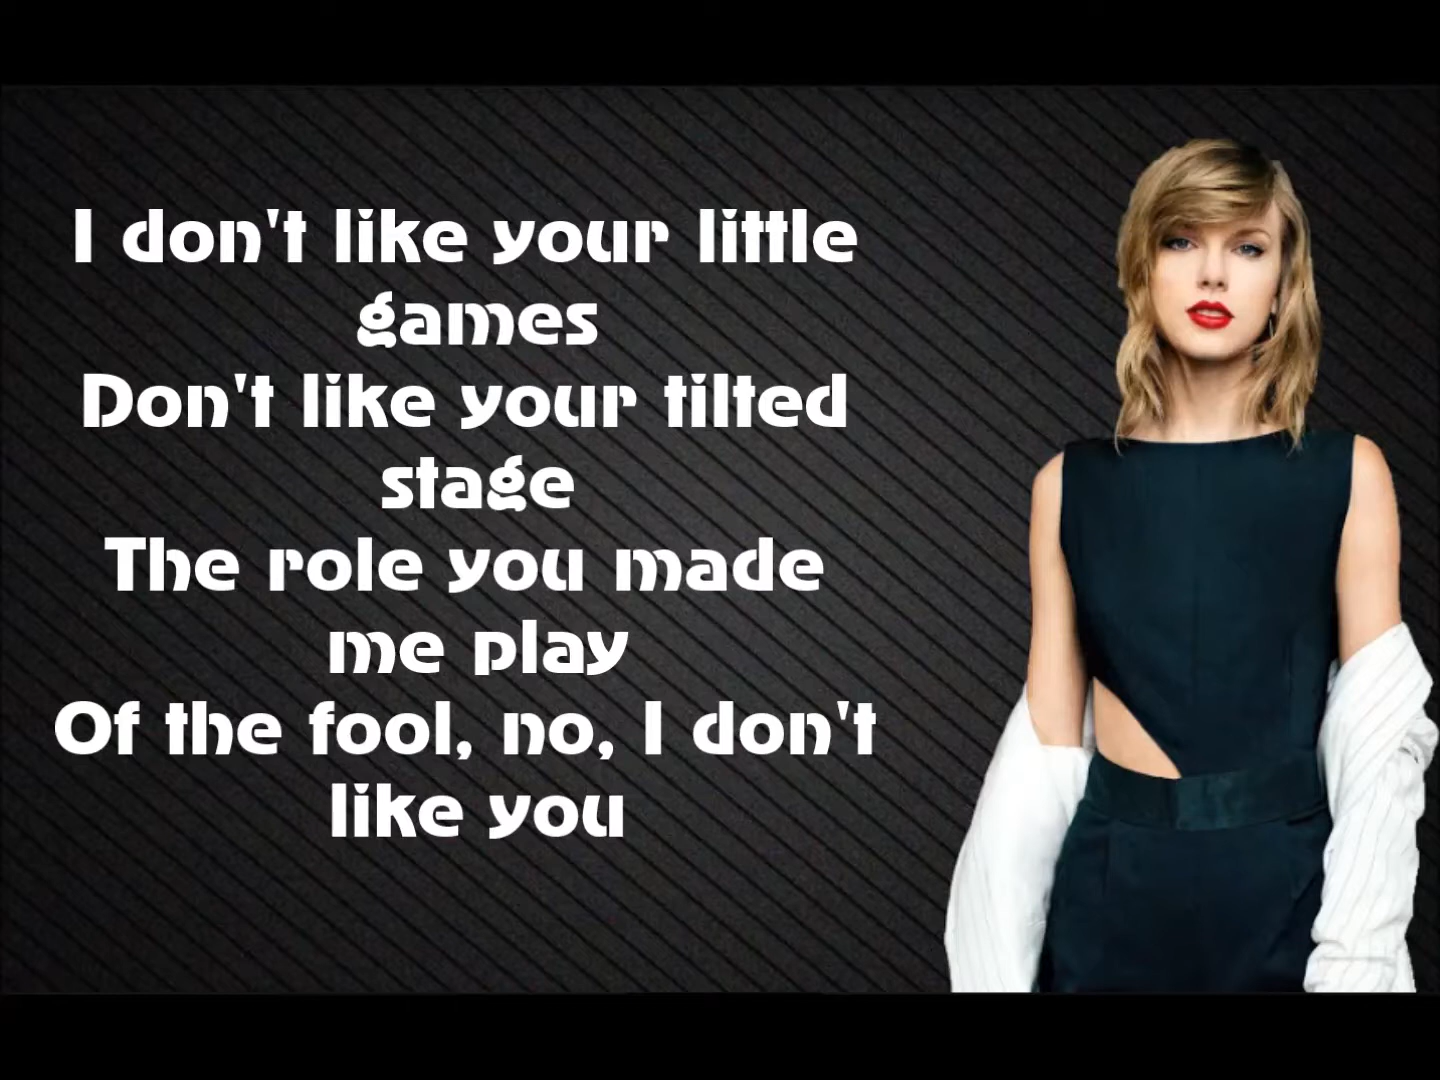 I don't like your little
games
Don't like your tilted
stage
The role you made
me play
Of the fool, no, I don't
like you